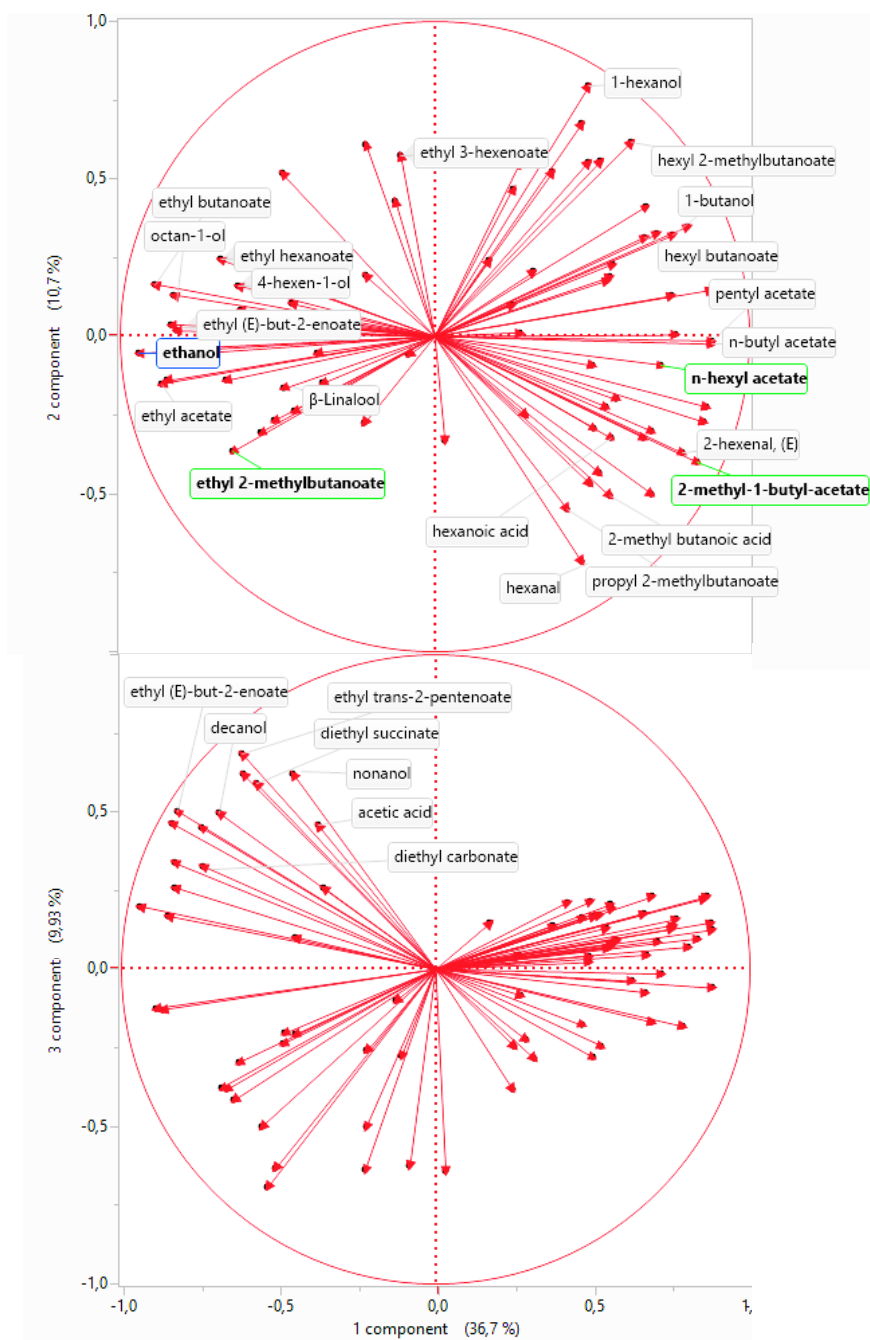 1,0
1-hexanol
ethyl 3-hexenoate
hexyl 2-methylbutanoate
0,5
ethyl butanoate
1-butanol
octan-1-ol
ethyl hexanoate
hexyl butanoate
4-hexen-1-ol
pentyl acetate
2 component (10,7 %)
ethyl (E)-but-2-enoate
0,0
n-butyl acetate
ethanol
n-hexyl acetate
β-Linalool
ethyl acetate
2-hexenal, (E)
ethyl 2-methylbutanoate
2-methyl-1-butyl-acetate
-0,5
hexanoic acid
2-methyl butanoic acid
propyl 2-methylbutanoate
hexanal
ethyl (E)-but-2-enoate
ethyl trans-2-pentenoate
decanol
diethyl succinate
nonanol
0,5
acetic acid
diethyl carbonate
3 component (9,93 %)
0,0
-0,5
-1,0
-1,0 -0,5 0,0 0,5
1 component (36,7 %)